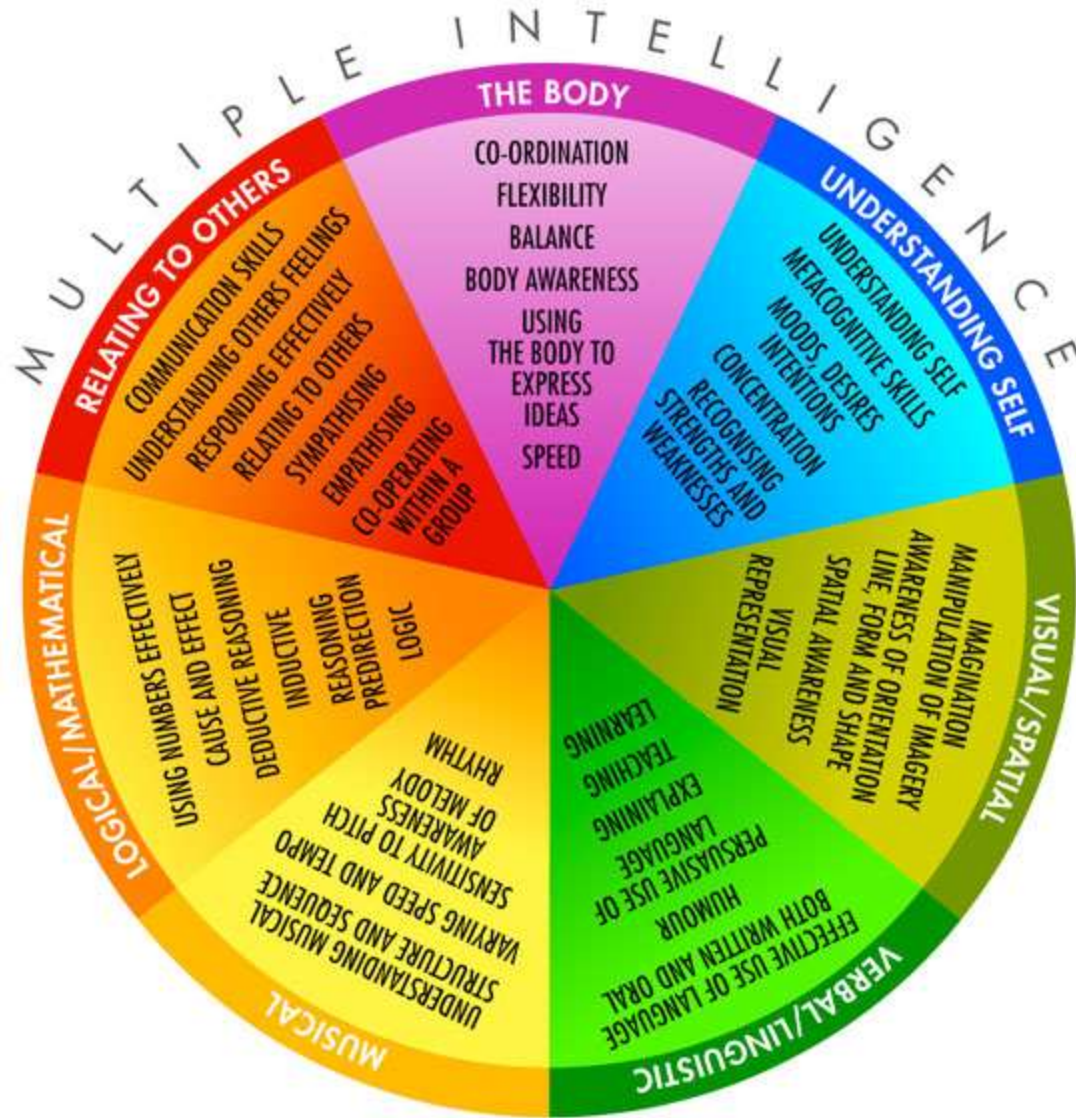 MULTIPLE INTELLIGENCE
THE BODY
CO-ORDINATION
FLEXIBILITY
BALANCE
BODY AWARENESS
USING
THE BODY TO
EXPRESS
IDEAS
SPEED
UNDERSTANDING SELF
UNDERSTANDING SELF
METACOGNITIVE SKILLS
MOODS, DESIRES
INTENTIONS
CONCENTRATION
RECOGNISING
STRENGTHS AND
WEAKNESSES
VISUAL/SPATIAL
IMAGINATION
MANIPULATION OF IMAGERY
AWARENESS OF ORIENTATION
LINE, FORM AND SHAPE
SPATIAL AWARENESS
VISUAL
REPRESENTATION
VERBAL/LINGUISTIC
EFFECTIVE USE OF LANGUAGE
BOTH WRITTEN AND ORAL
HUMOUR
PERSUASIVE USE OF
LANGUAGE
EXPLAINING
TEACHING
LEARNING
MUSICAL
UNDERSTANDING MUSICAL
STRUCTURE AND SEQUENCE
VARYING SPEED AND TEMPO
SENSITIVITY TO PITCH
AWARENESS
OF MELODY
RHYTHM
LOGICAL/MATHEMATICAL
USING NUMBERS EFFECTIVELY
CAUSE AND EFFECT
DEDUCTIVE REASONING
INDUCTIVE
REASONING
PREDIRECTION
LOGIC
RELATING TO OTHERS
COMMUNICATION SKILLS
UNDERSTANDING OTHERS FEELINGS
RESPONDING EFFECTIVELY
RELATING TO OTHERS
SYMPATHISING
EMPATHISING
CO-OPERATING
WITHIN A
GROUP